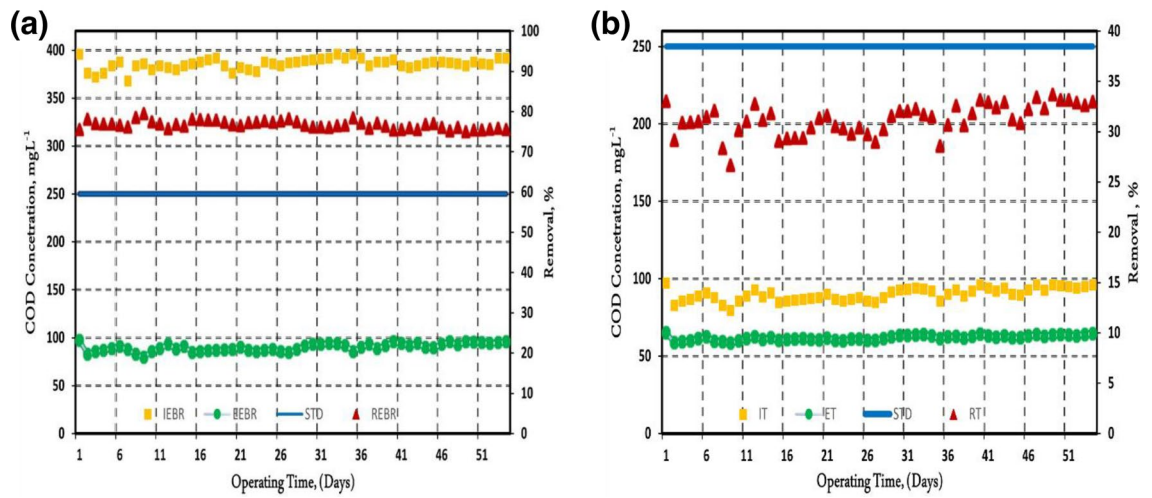 (a)
400
350
300
250
200
150
100
50
0
COD Concetration, mgL⁻¹
100
90
80
70
60
50
40
30
20
10
0
Removal, %
IEBR
EEBR
STD
REBR
1 6 11 16 21 26 31 36 41 46 51
Operating Time, (Days)
(b)
250
200
150
100
50
0
COD Concetration, mgL⁻¹
40
35
30
25
20
15
10
5
0
Removal, %
IT
ET
STD
RT
1 6 11 16 21 26 31 36 41 46 51
Operating Time, (Days)